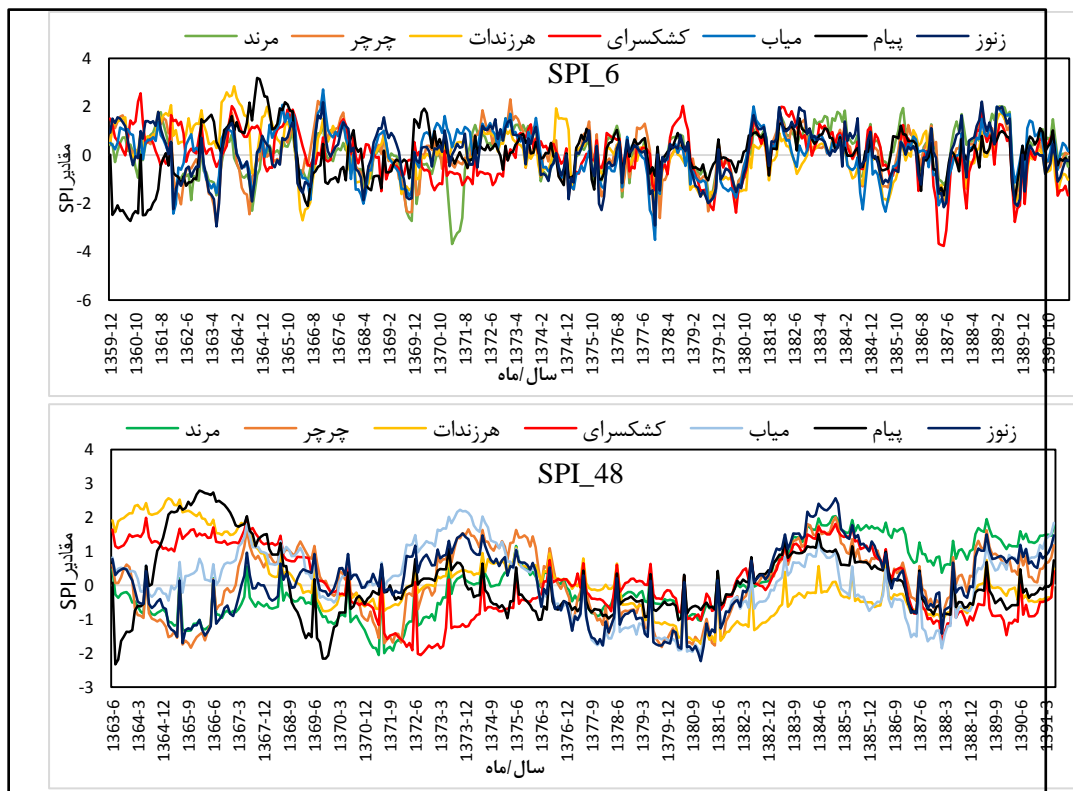 مرند چرچر هرزندات کشکسرای میاب پیام زنوز
SPI_6
4
2
0
-2
-4
-6
مقادیر SPI
1359-12 1360-10 1361-8 1362-6 1363-4 1364-2 1364-12 1365-10 1366-8 1367-6 1368-4 1369-2 1369-12 1370-10 1371-8 1372-6 1373-4 1374-2 1374-12 1375-10 1376-8 1377-6 1378-4 1379-2 1379-12 1380-10 1381-8 1382-6 1383-4 1384-2 1384-12 1385-10 1386-8 1387-6 1388-4 1389-2 1389-12 1390-10
سال/ماه
مرند چرچر هرزندات کشکسرای میاب پیام زنوز
SPI_48
4
3
2
1
0
-1
-2
-3
مقادیر SPI
1363-6 1364-3 1364-12 1365-9 1366-6 1367-3 1367-12 1368-9 1369-6 1370-3 1370-12 1371-9 1372-6 1373-3 1373-12 1374-9 1375-6 1376-3 1376-12 1377-9 1378-6 1379-3 1379-12 1380-9 1381-6 1382-3 1382-12 1383-9 1384-6 1385-3 1385-12 1386-9 1387-6 1388-3 1388-12 1389-9 1390-6 1391-3
سال/ماه